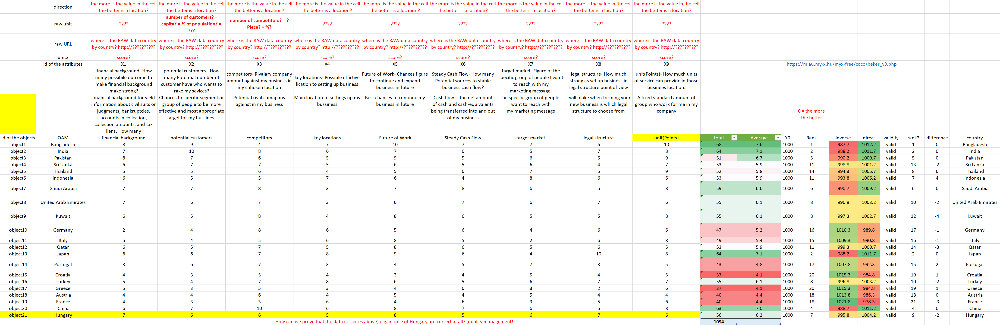 direction the more is the value in the cell the more is the value in the cell the more is the value in the cell the more is the value in the cell the more is the value in the cell the more is the value in the cell the more is the value in the cell the more is the value in the cell the more is the value in the cell
the better is a location? the better is a location? the better is a location? the better is a location? the better is a location? the better is a location? the better is a location? the better is a location? the better is a location?
raw unit ???? number of customers? = capita? = % of population? = ??? number of competitors? = ? Piece? = %? ???? ???? ???? ???? ???? ????
raw URL where is the RAW data country where is the RAW data country where is the RAW data country where is the RAW data country where is the RAW data country where is the RAW data country where is the RAW data country where is the RAW data country where is the RAW data country
by country? http://?????????? by country? http://?????????? by country? http://?????????? by country? http://?????????? by country? http://?????????? by country? http://?????????? by country? http://?????????? by country? http://?????????? by country? http://??????????
unit2 score? score? score? score? score? score? score? score? score?
id of the attributes X1 X2 X3 X4 X5 X6 X7 X8 X9 https://miau.my-x.hu/myx-free/coco/beker_y0.php
financial background- How
many possibile outcome to
make financial background
make strong?
potential customers- How
many Potential number of
customer have who wants to
rake my sevices?
competitors- Rivalary company
amount against my business in
my chhosen location
key locations- Possible effictive
lication to setting up business
Future of Work- Chances figure
to continue and expand
business in future
Steady Cash Flow- How many
Potential sources to stable
business cash flow?
target market- Figure of the
specific group of people I want
to reach with my
marketing message.
legal structure- How much
strong as set up business in
legal structure point of view
unit(Points)- How much units
of service can provide in those
businees location.
financial background for yield
information about civil suits or
judgments, bankruptcies,
accounts in collection,
collection amounts, and tax
liens. How many
Chances to specific segment or
group of people to be more
effective and most appropriate
target for my bussines.
Potential rival comapany
against in my business
Main location to settings up my
bussiness
Best chances to continue my
business in future
Cash flow is the net amount
of cash and cash-equivalents
being transferred into and out
of my business
The specific group of people I
want to reach with
my marketing message
I will make when forming your
new business is which legal
structure to choose from
A fixed standard amount of
group who work for me in my
company
0 = the more
the better
id of the objects OAM financial background potential customers competitors key locations Future of Work Steady Cash Flow target market legal structure unit(Points) total Average Y0 Rank inverse direct validity rank2 difference country
object1 Bangladesh 8 9 4 7 10 7 7 6 10 68 7.6 1000 1 987.7 1012.2 valid 1 0 Bangladesh
object2 India 7 10 8 6 7 6 5 7 8 64 7.1 1000 2 988.2 1011.7 valid 2 0 India
object3 Pakistan 8 7 6 5 9 5 6 5 9 51 6.7 1000 5 990.2 1009.7 valid 5 0 Pakistan
object4 Sri Lanka 6 7 7 5 6 5 6 4 7 53 5.9 1000 11 998.8 1001.2 valid 13 -2 Sri Lanka
object5 Thailand 5 5 6 4 5 6 7 5 9 52 5.8 1000 14 994.3 1005.7 valid 8 6 Thailand
object6 Indonesia 6 5 5 7 6 4 8 6 6 53 5.9 1000 11 993.8 1006.2 valid 7 4 Indonesia
object7 Saudi Arabia 7 7 8 3 7 8 6 5 8 59 6.6 1000 6 990.7 1009.2 valid 6 0 Saudi Arabia
object8 United Arab Emirates 7 6 7 3 6 7 6 7 6 55 6.1 1000 8 996.8 1003.2 valid 10 -2 United Arab Emirates
object9 Kuwait 6 5 8 4 8 6 5 5 8 55 6.1 1000 8 997.3 1002.7 valid 12 -4 Kuwait
object10 Germany 2 4 8 6 5 6 4 6 6 47 5.2 1000 16 1010.3 989.8 valid 17 -1 Germany
object11 Italy 5 4 5 6 8 5 2 6 8 49 5.4 1000 15 1009.3 990.8 valid 16 -1 Italy
object12 Qatar 6 5 7 5 8 6 5 6 5 53 5.9 1000 11 999.3 1000.7 valid 14 -3 Qatar
object13 Japan 6 6 7 8 9 6 4 10 8 64 7.1 1000 2 988.2 1011.7 valid 2 0 Japan
object14 Portugal 3 6 7 3 4 5 7 3 5 43 4.8 1000 17 1007.8 992.3 valid 15 2 Portugal
object15 Croatia 4 3 5 4 3 4 5 4 5 37 4.1 1000 20 1015.3 984.8 valid 19 1 Croatia
object16 Turkey 5 4 7 8 6 5 6 7 7 55 6.1 1000 8 996.8 1003.2 valid 10 -2 Turkey
object17 Greece 5 3 5 3 4 6 3 2 6 37 4.1 1000 20 1015.3 984.8 valid 19 1 Greece
object18 Austria 4 4 6 4 5 4 5 4 4 40 4.4 1000 18 1013.8 986.3 valid 18 0 Austria
object19 France 4 3 3 6 4 6 3 5 6 40 4.4 1000 18 1021.8 978.3 valid 21 -3 France
object20 China 6 7 10 6 8 7 6 5 8 63 7.0 1000 4 988.7 1011.2 valid 4 0 China
object21 Hungary 7 6 6 5 8 5 6 7 6 56 6.2 1000 7 995.8 1004.2 valid 9 -2 Hungary
How can we prove that the data (= scores above) e.g. in case of Hungary are correct at all? (quality management!) 1094